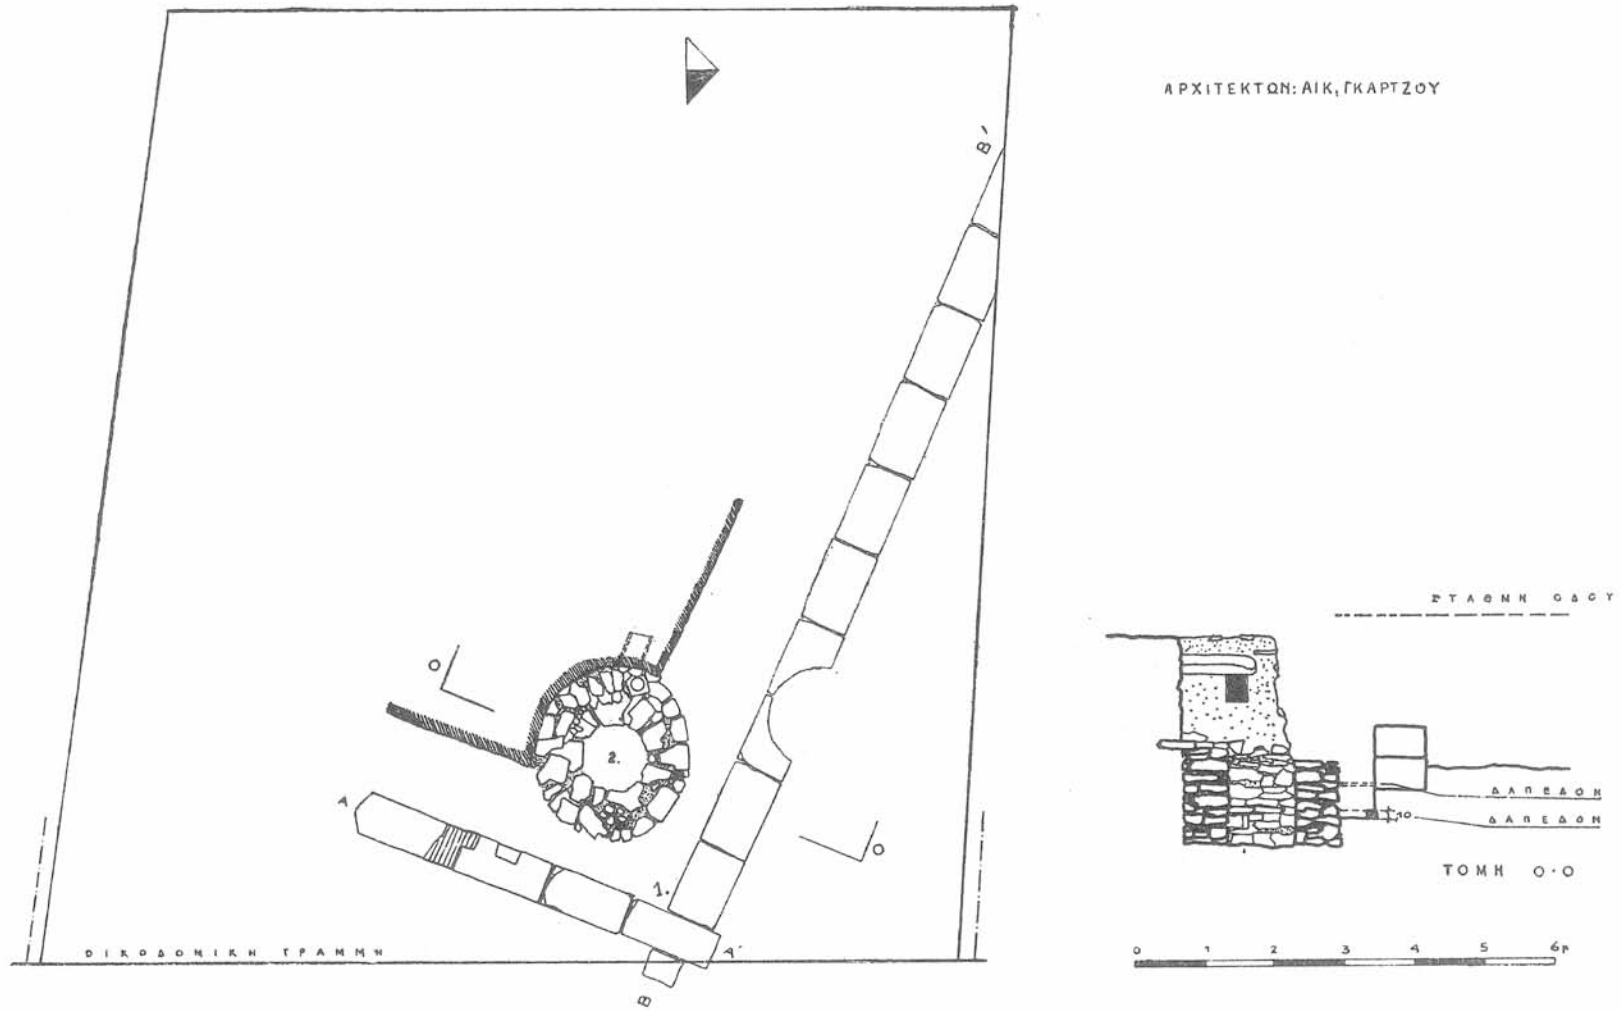 ΑΡΧΙΤΕΚΤΩΝ: ΑΙΚ, ΓΚΑΡΤΖΟΥ
Β'
ΣΤΑΘΜΗ ΟΔΟΥ
Ο
2.
Α
10
ΔΑΠΕΔΟΝ
ΔΑΠΕΔΟΝ
Ο
ΤΟΜΗ Ο-Ο
1.
Α'
ΟΙΚΟΔΟΜΙΚΗ ΓΡΑΜΜΗ
Β
0 1 2 3 4 5 6μ